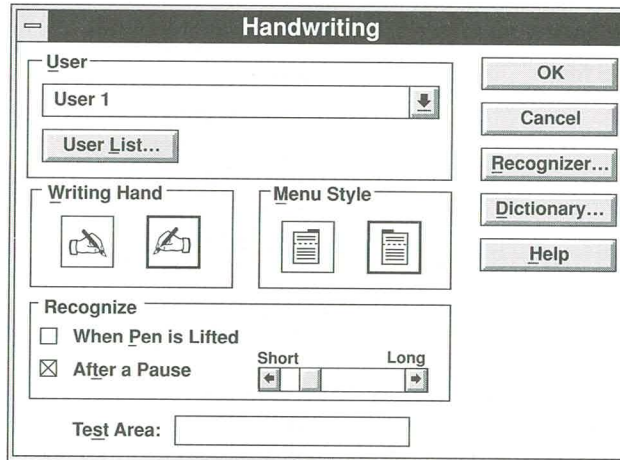 Handwriting
User
User 1
User List...
Writing Hand
Menu Style
Recognize
When Pen is Lifted
After a Pause
Short Long
Test Area:
OK
Cancel
Recognizer...
Dictionary...
Help